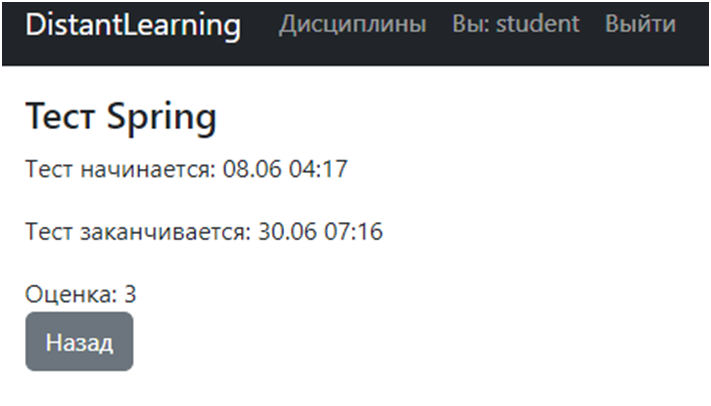 DistantLearning Дисциплины Вы: student Выйти
Тест Spring
Тест начинается: 08.06 04:17
Тест заканчивается: 30.06 07:16
Оценка: 3
Назад